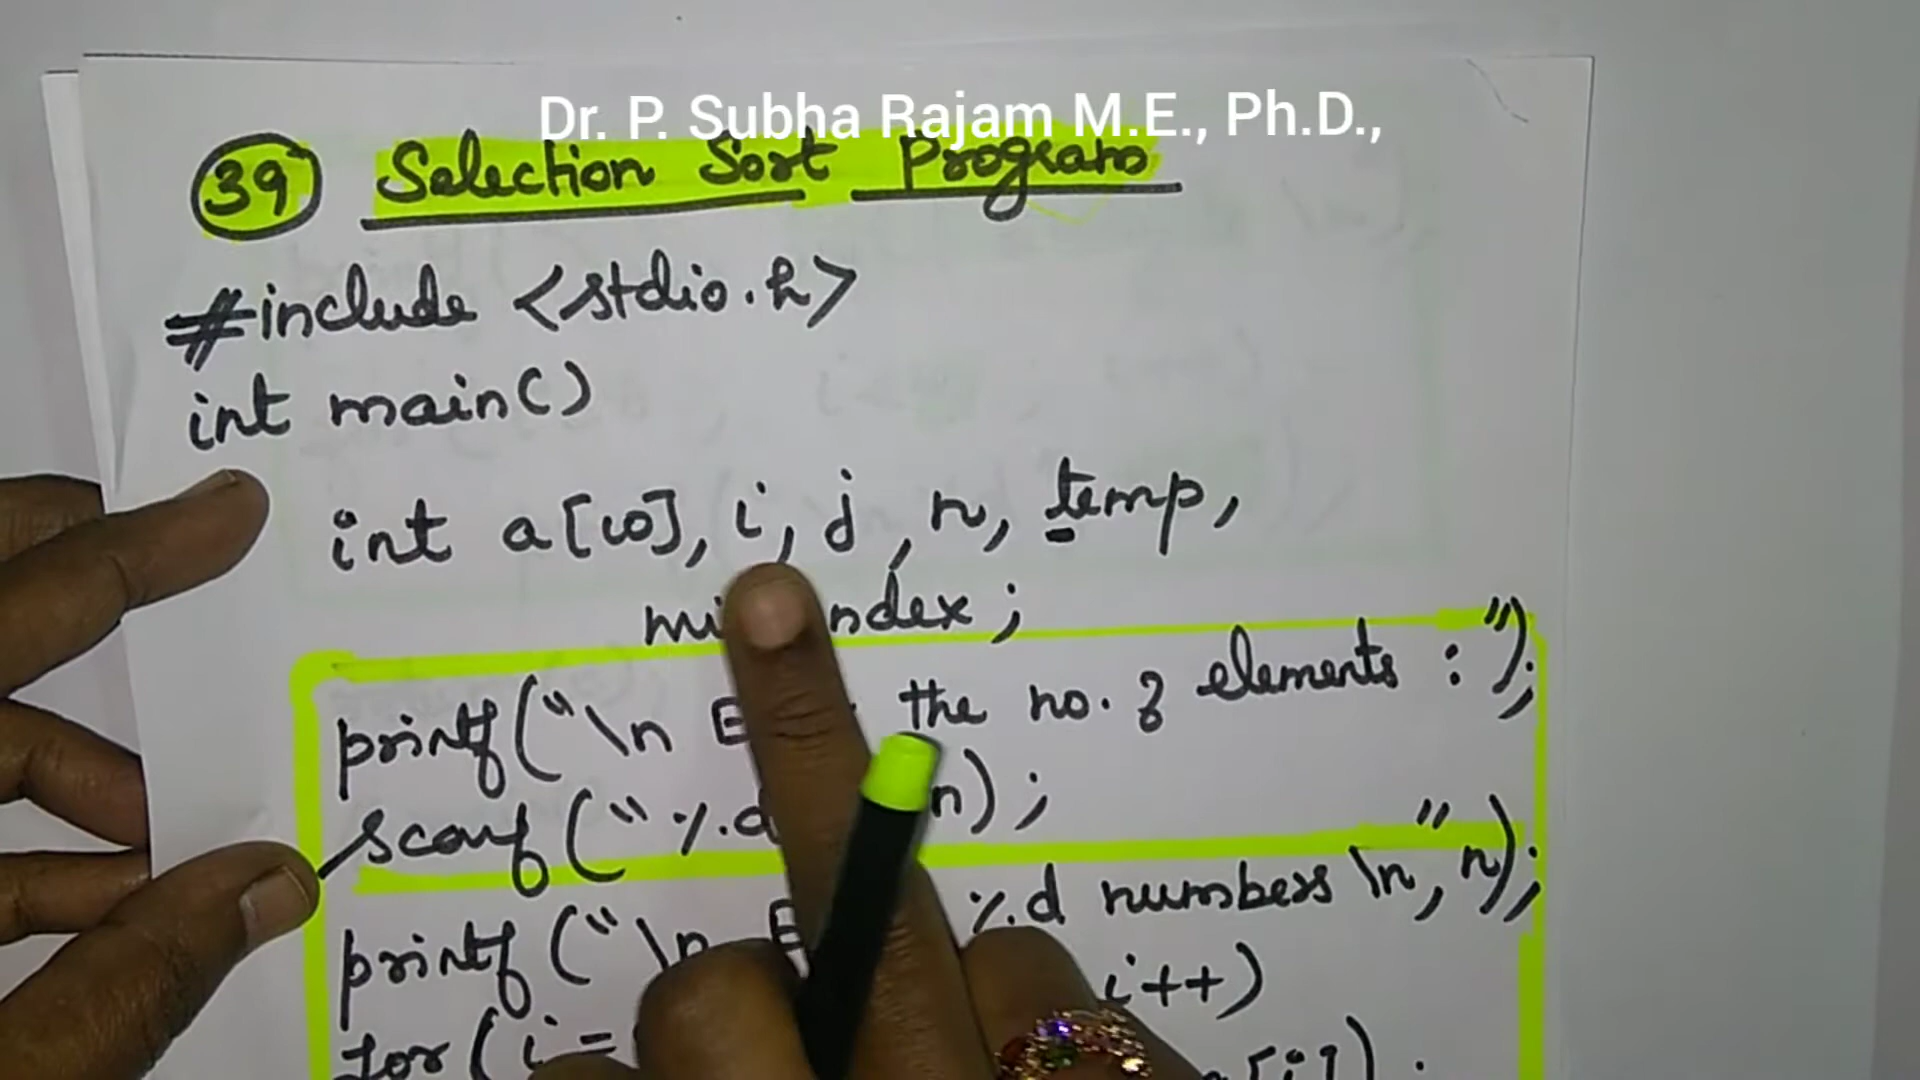 Dr. P. Subha Rajam M.E., Ph.D.,
39 Selection Sort Program
#include <stdio.h>
int main()
int a[10], i, j, n, temp,
ndex;
printf("\n the no. of elements :");
scanf("%d n);
printf("\n %d numbers \n", n);
for(i = i++)
[i]);